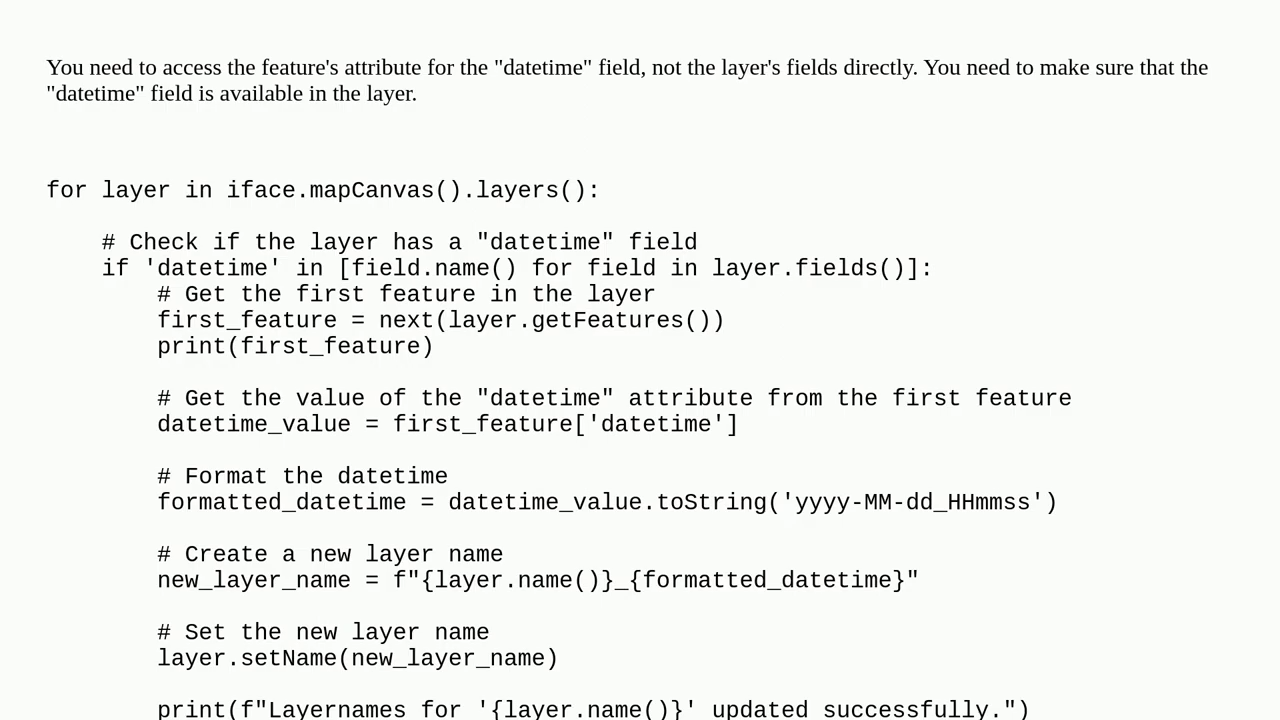 You need to access the feature's attribute for the "datetime" field, not the layer's fields directly. You need to make sure that the
"datetime" field is available in the layer.
for layer in iface.mapCanvas().layers():
    # Check if the layer has a "datetime" field
    if 'datetime' in [field.name() for field in layer.fields()]:
        # Get the first feature in the layer
        first_feature = next(layer.getFeatures())
        print(first_feature)
        # Get the value of the "datetime" attribute from the first feature
        datetime_value = first_feature['datetime']
        # Format the datetime
        formatted_datetime = datetime_value.toString('yyyy-MM-dd_HHmmss')
        # Create a new layer name
        new_layer_name = f"{layer.name()}_{formatted_datetime}"
        # Set the new layer name
        layer.setName(new_layer_name)
        print(f"Layernames for '{layer.name()}' updated successfully.")